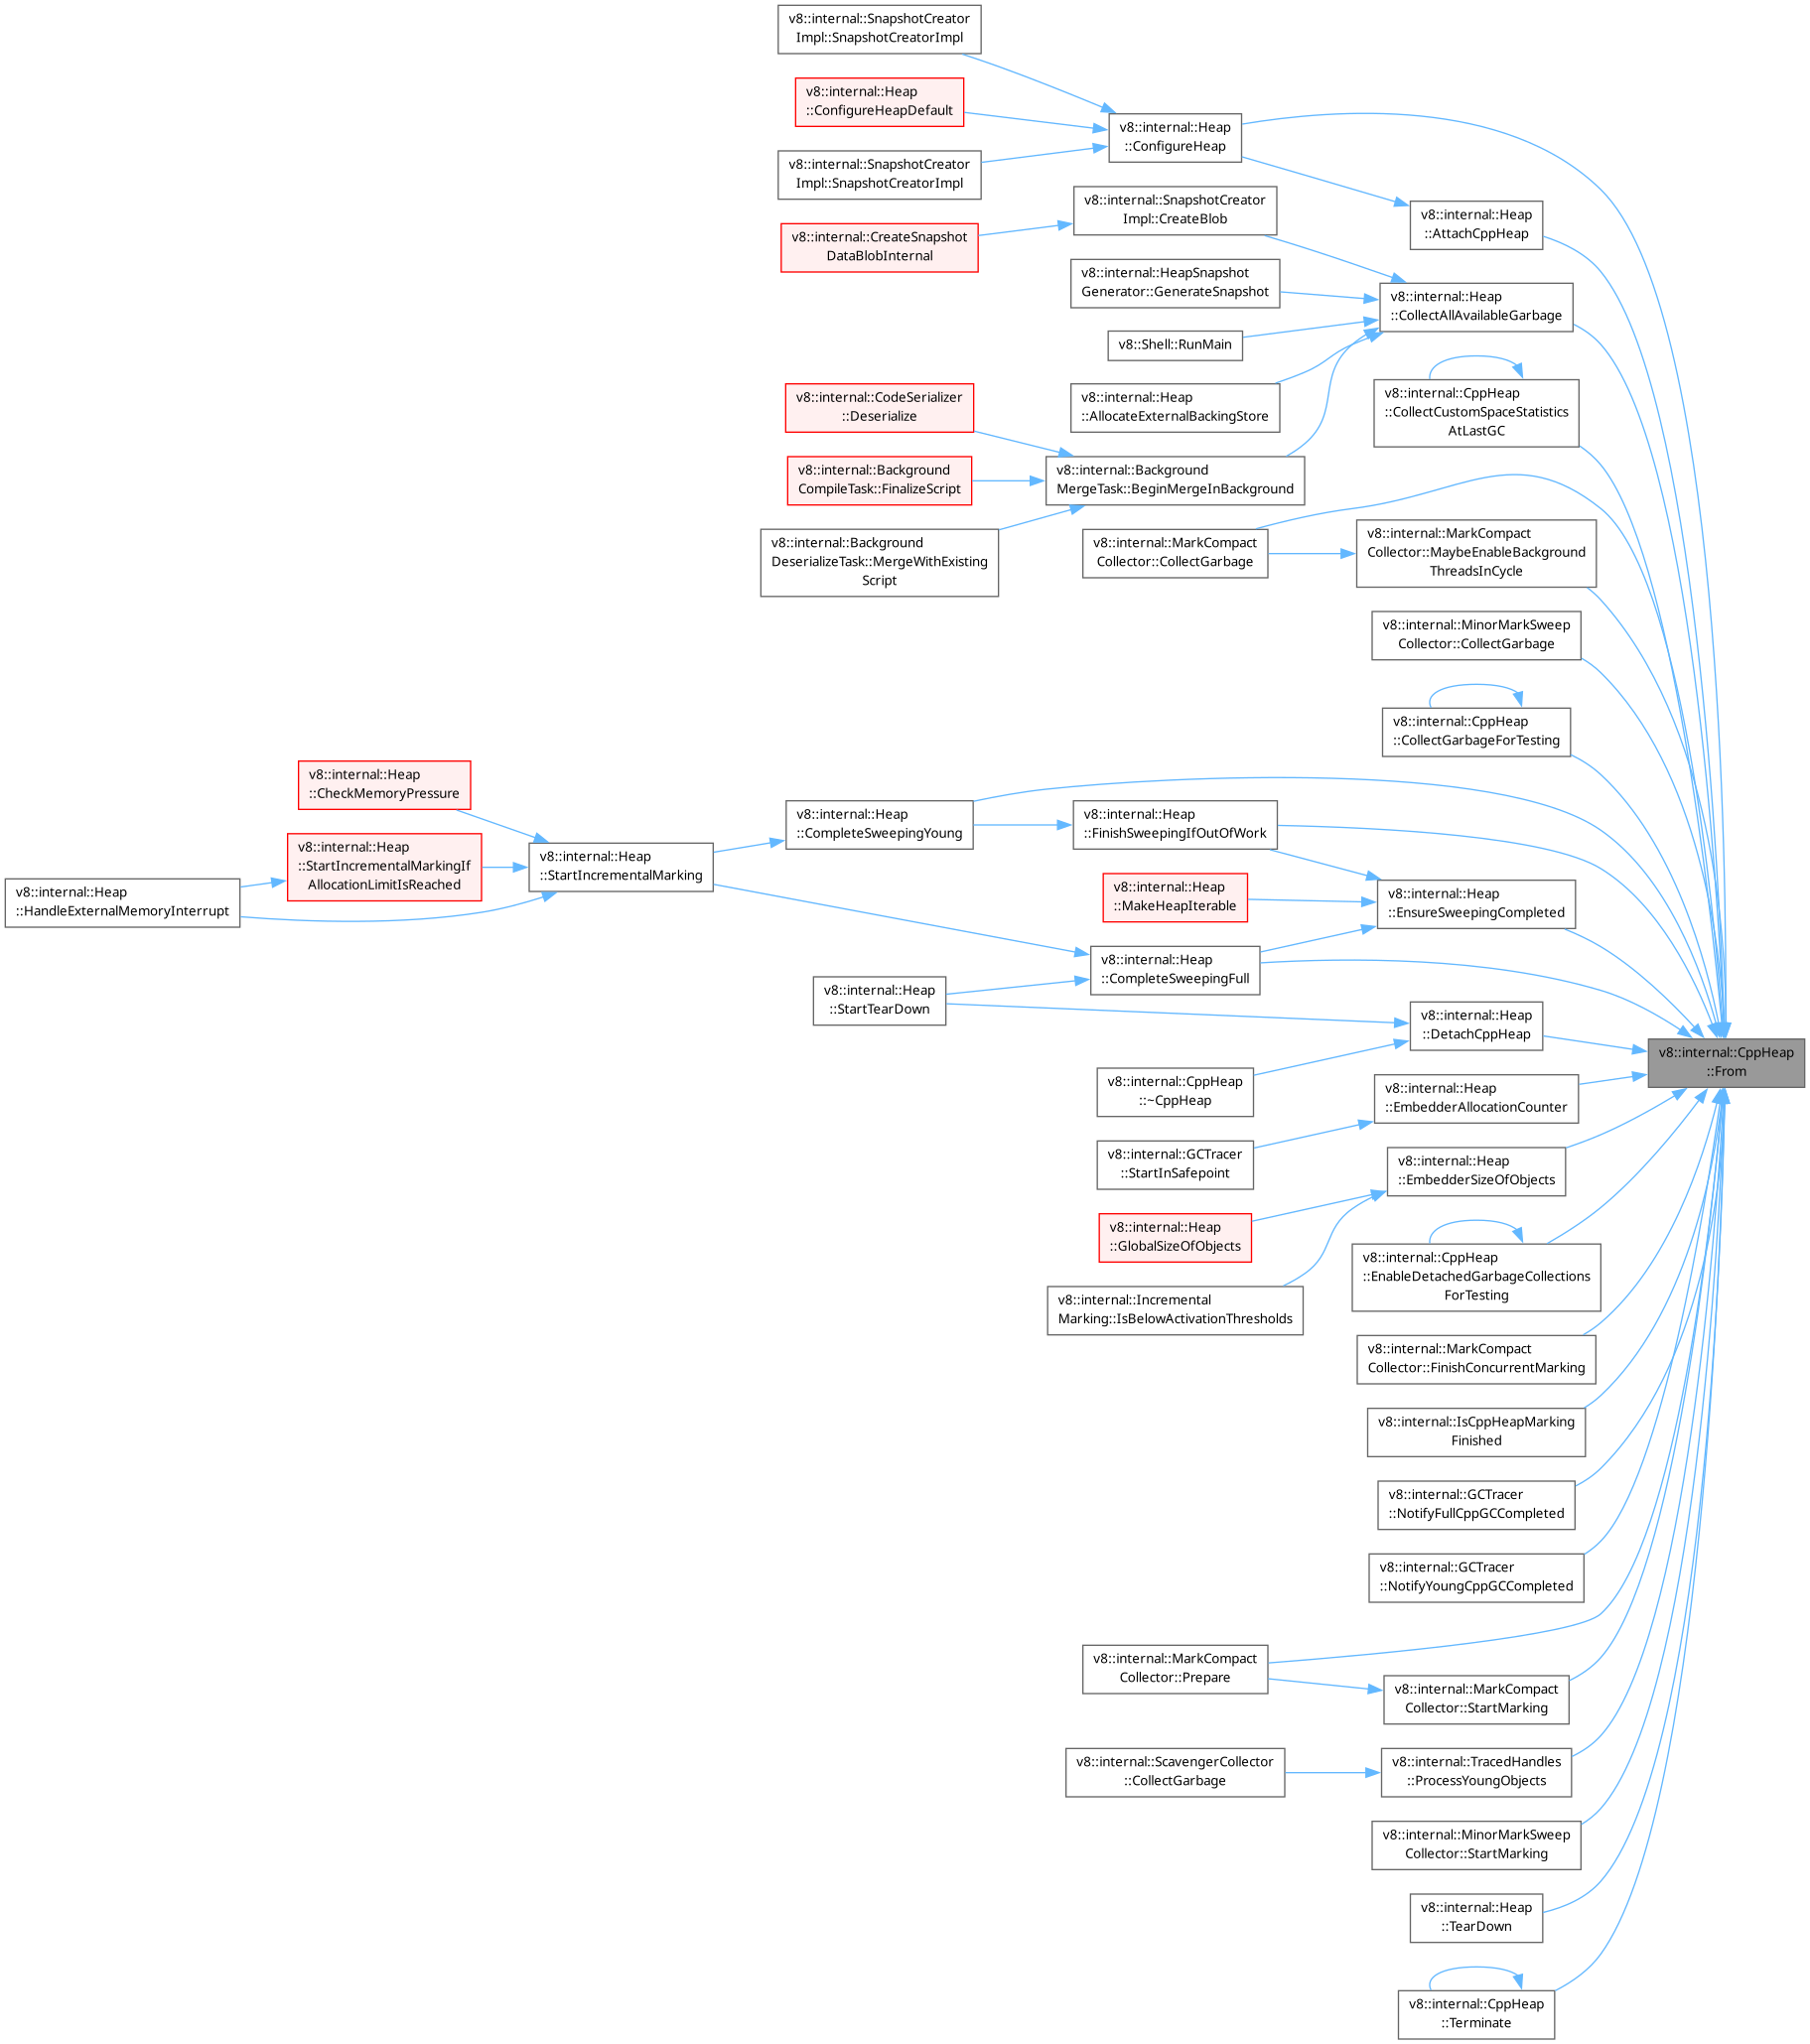 v8::internal::SnapshotCreator
Impl::SnapshotCreatorImpl
v8::internal::Heap
::ConfigureHeapDefault
v8::internal::Heap
::ConfigureHeap
v8::internal::SnapshotCreator
Impl::SnapshotCreatorImpl
v8::internal::SnapshotCreator
Impl::CreateBlob
v8::internal::Heap
::AttachCppHeap
v8::internal::CreateSnapshot
DataBlobInternal
v8::internal::HeapSnapshot
Generator::GenerateSnapshot
v8::internal::Heap
::CollectAllAvailableGarbage
v8::Shell::RunMain
v8::internal::CodeSerializer
::Deserialize
v8::internal::Heap
::AllocateExternalBackingStore
v8::internal::CppHeap
::CollectCustomSpaceStatistics
AtLastGC
v8::internal::Background
CompileTask::FinalizeScript
v8::internal::Background
MergeTask::BeginMergeInBackground
v8::internal::Background
DeserializeTask::MergeWithExisting
Script
v8::internal::MarkCompact
Collector::CollectGarbage
v8::internal::MarkCompact
Collector::MaybeEnableBackground
ThreadsInCycle
v8::internal::MinorMarkSweep
Collector::CollectGarbage
v8::internal::CppHeap
::CollectGarbageForTesting
v8::internal::Heap
::CheckMemoryPressure
v8::internal::Heap
::CompleteSweepingYoung
v8::internal::Heap
::FinishSweepingIfOutOfWork
v8::internal::Heap
::StartIncrementalMarkingIf
AllocationLimitIsReached
v8::internal::Heap
::StartIncrementalMarking
v8::internal::Heap
::HandleExternalMemoryInterrupt
v8::internal::Heap
::MakeHeapIterable
v8::internal::Heap
::EnsureSweepingCompleted
v8::internal::Heap
::CompleteSweepingFull
v8::internal::Heap
::StartTearDown
v8::internal::Heap
::DetachCppHeap
v8::internal::CppHeap
::From
v8::internal::CppHeap
::~CppHeap
v8::internal::Heap
::EmbedderAllocationCounter
v8::internal::GCTracer
::StartInSafepoint
v8::internal::Heap
::EmbedderSizeOfObjects
v8::internal::Heap
::GlobalSizeOfObjects
v8::internal::CppHeap
::EnableDetachedGarbageCollections
ForTesting
v8::internal::Incremental
Marking::IsBelowActivationThresholds
v8::internal::MarkCompact
Collector::FinishConcurrentMarking
v8::internal::IsCppHeapMarking
Finished
v8::internal::GCTracer
::NotifyFullCppGCCompleted
v8::internal::GCTracer
::NotifyYoungCppGCCompleted
v8::internal::MarkCompact
Collector::Prepare
v8::internal::MarkCompact
Collector::StartMarking
v8::internal::ScavengerCollector
::CollectGarbage
v8::internal::TracedHandles
::ProcessYoungObjects
v8::internal::MinorMarkSweep
Collector::StartMarking
v8::internal::Heap
::TearDown
v8::internal::CppHeap
::Terminate